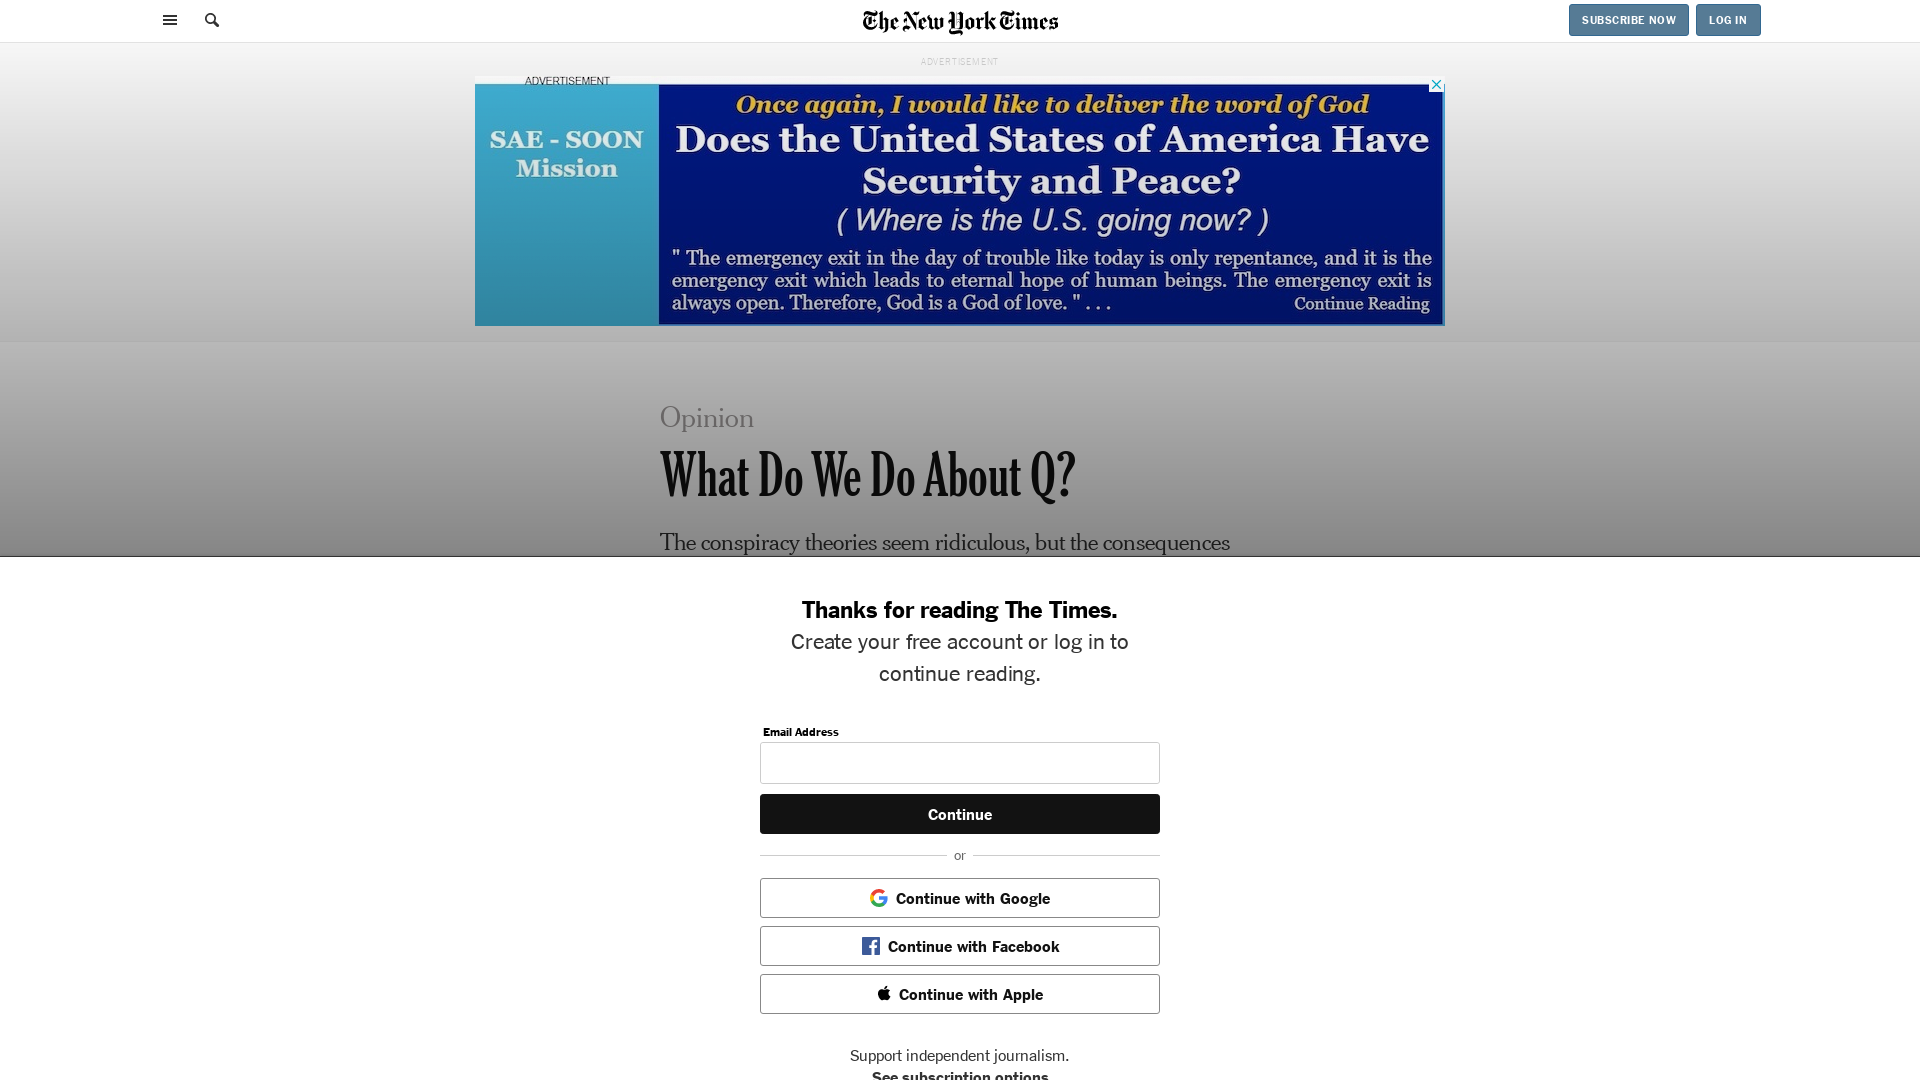 The New York Times
SUBSCRIBE NOW
LOG IN
ADVERTISEMENT
ADVERTISEMENT
SAE - SOON
Mission
Once again, I would like to deliver the word of God
Does the United States of America Have
Security and Peace?
( Where is the U.S. going now? )
" The emergency exit in the day of trouble like today is only repentance, and it is the
emergency exit which leads to eternal hope of human beings. The emergency exit is
always open. Therefore, God is a God of love. " . . .
Continue Reading
Opinion
What Do We Do About Q?
The conspiracy theories seem ridiculous, but the consequences
Thanks for reading The Times.
Create your free account or log in to
continue reading.
Email Address
Continue
or
Continue with Google
Continue with Facebook
Continue with Apple
Support independent journalism.
See subscription options